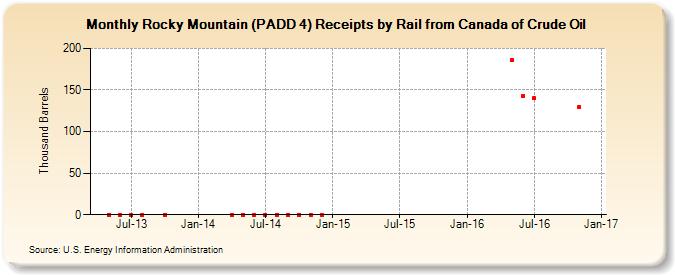 Monthly Rocky Mountain (PADD 4) Receipts by Rail from Canada of Crude Oil
Thousand Barrels
200
150
100
50
0
Jul-13
Jan-14
Jul-14
Jan-15
Jul-15
Jan-16
Jul-16
Jan-17
Source: U.S. Energy Information Administration